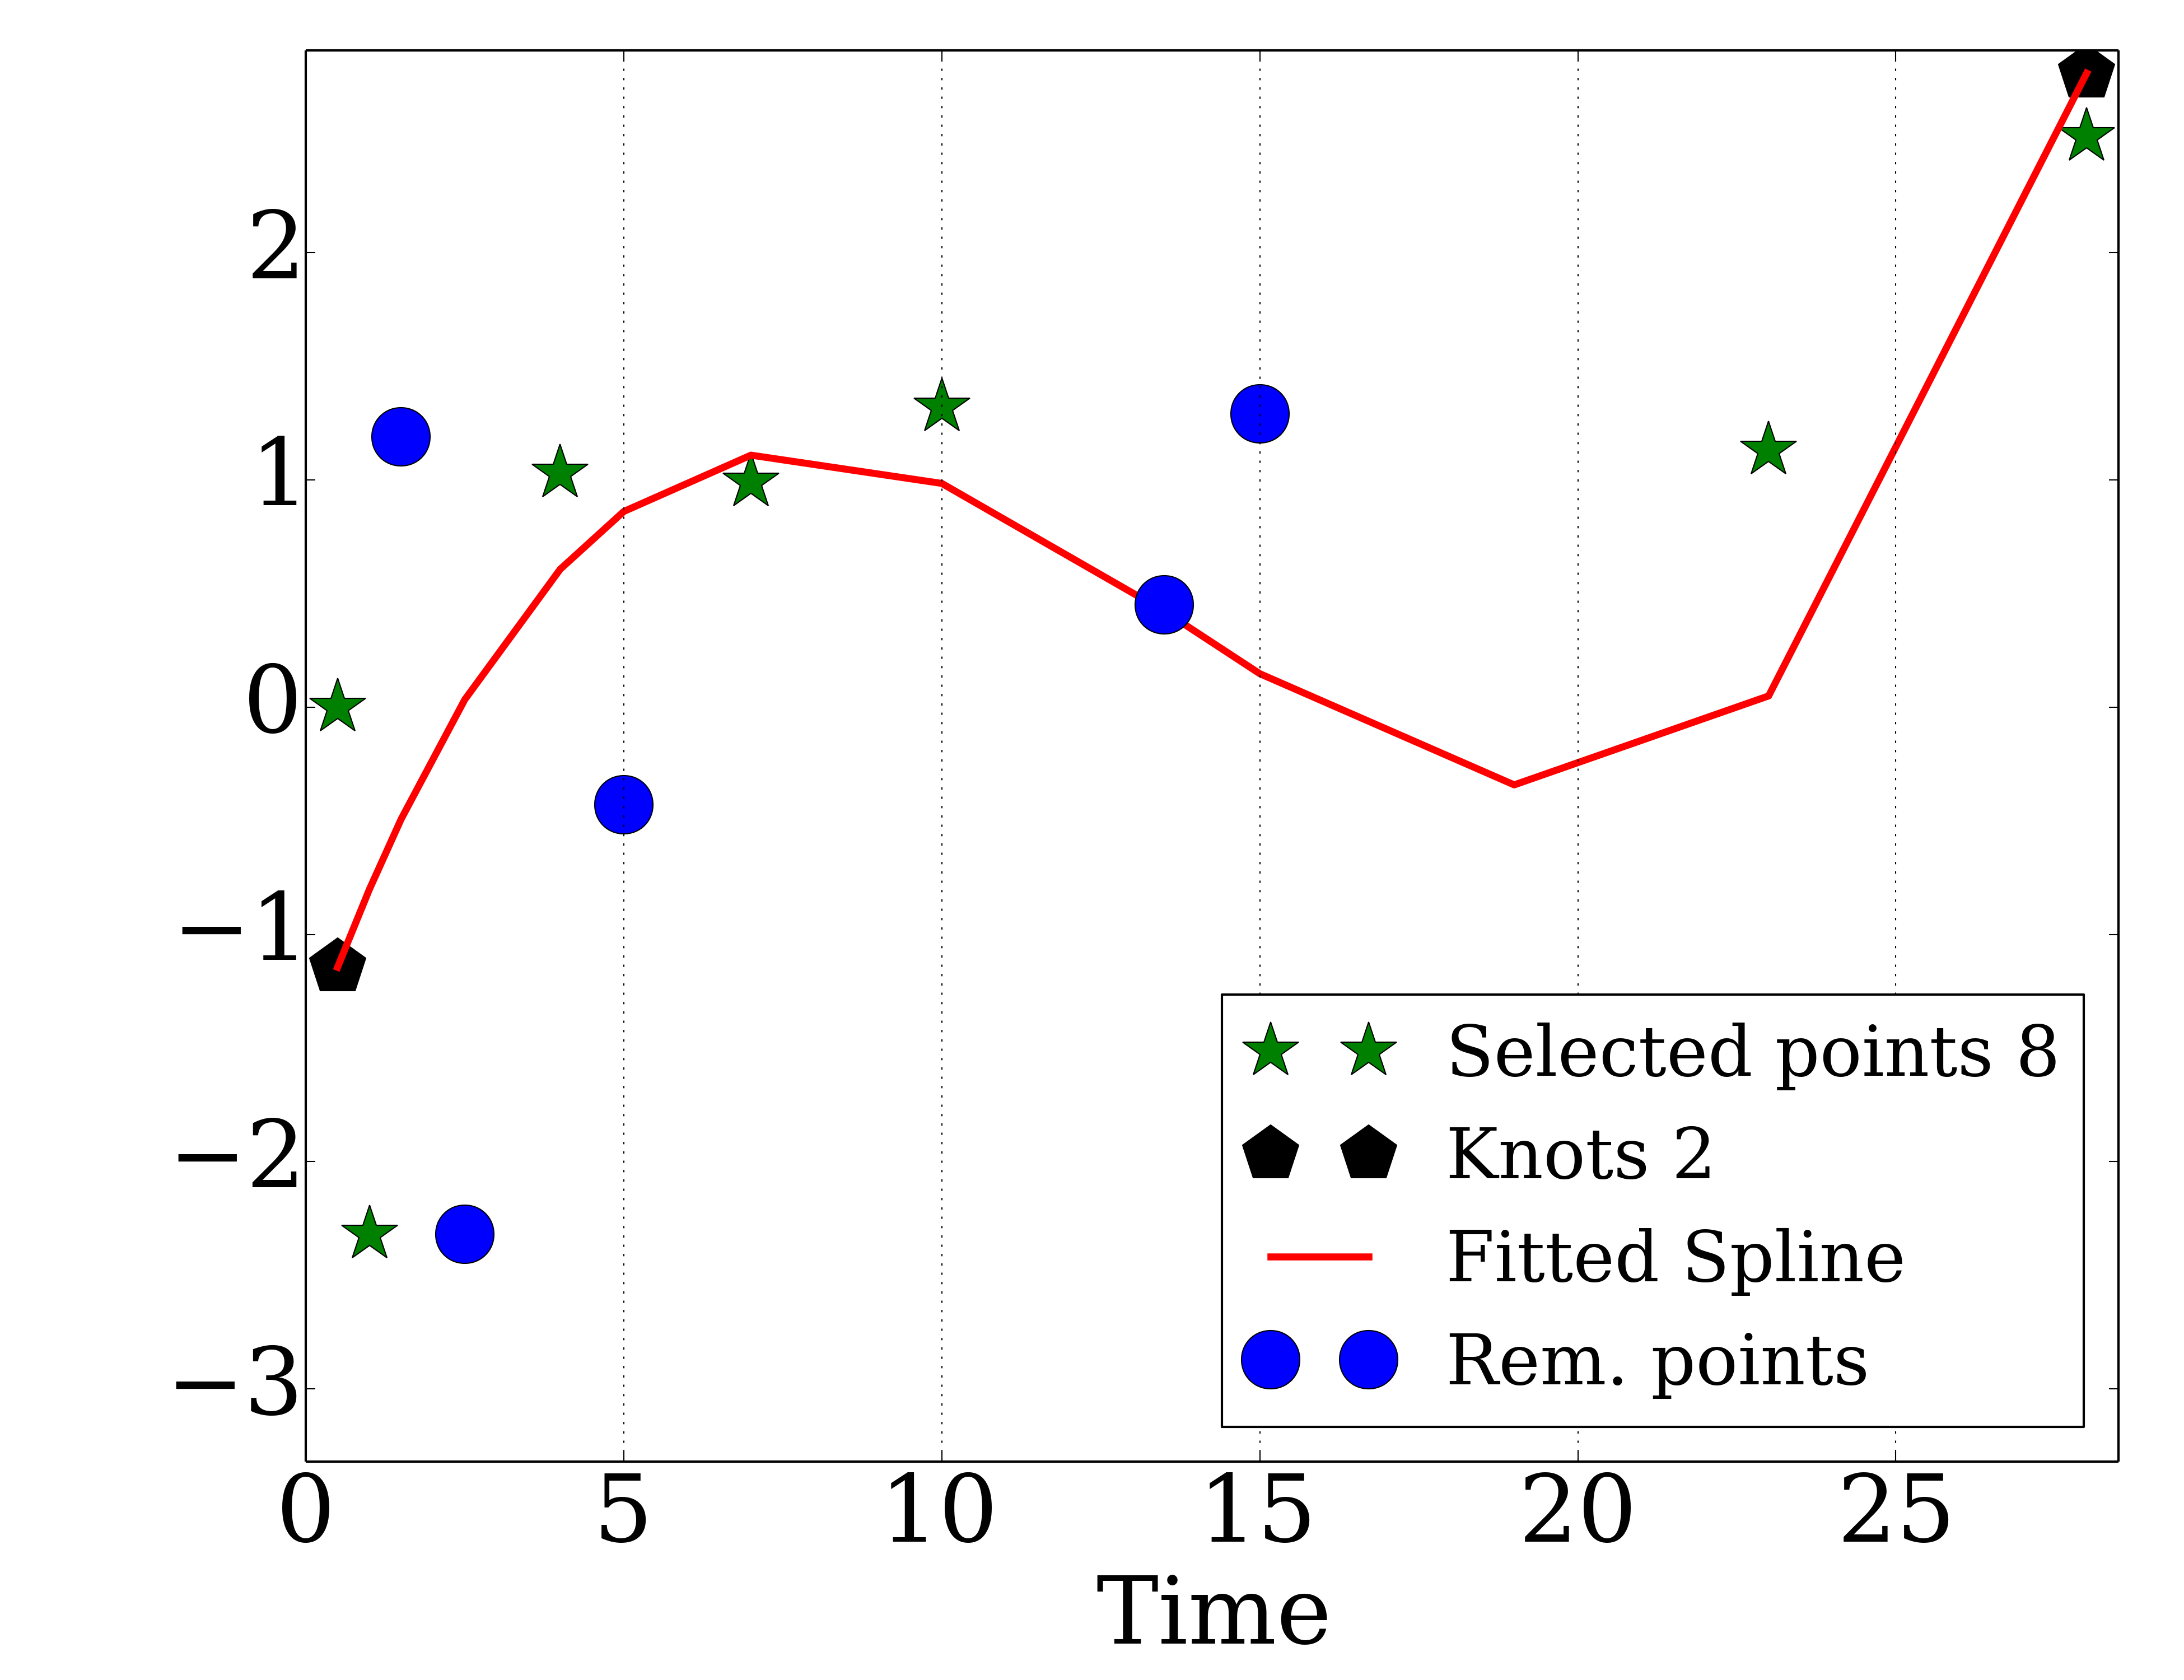 2
1
0
−1
−2
−3
Selected points 8
Knots 2
Fitted Spline
Rem. points
0 5 10 15 20 25
Time